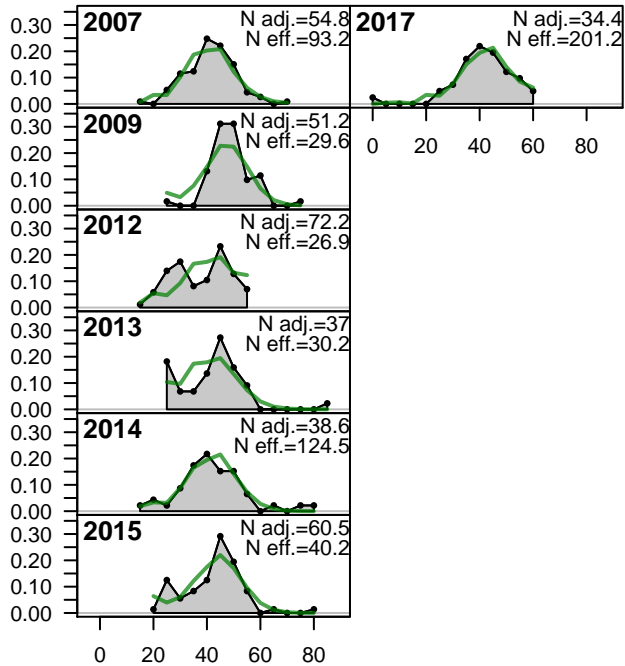 2007 N adj.=54.8
N eff.=93.2
0.30
0.20
0.10
0.00
2009 N adj.=51.2
N eff.=29.6
0.30
0.20
0.10
0.00
2012 N adj.=72.2
N eff.=26.9
0.30
0.20
0.10
0.00
2013 N adj.=37
N eff.=30.2
0.30
0.20
0.10
0.00
2014 N adj.=38.6
N eff.=124.5
0.30
0.20
0.10
0.00
2015 N adj.=60.5
N eff.=40.2
0.30
0.20
0.10
0.00
0 20 40 60 80
2017 N adj.=34.4
N eff.=201.2
0 20 40 60 80